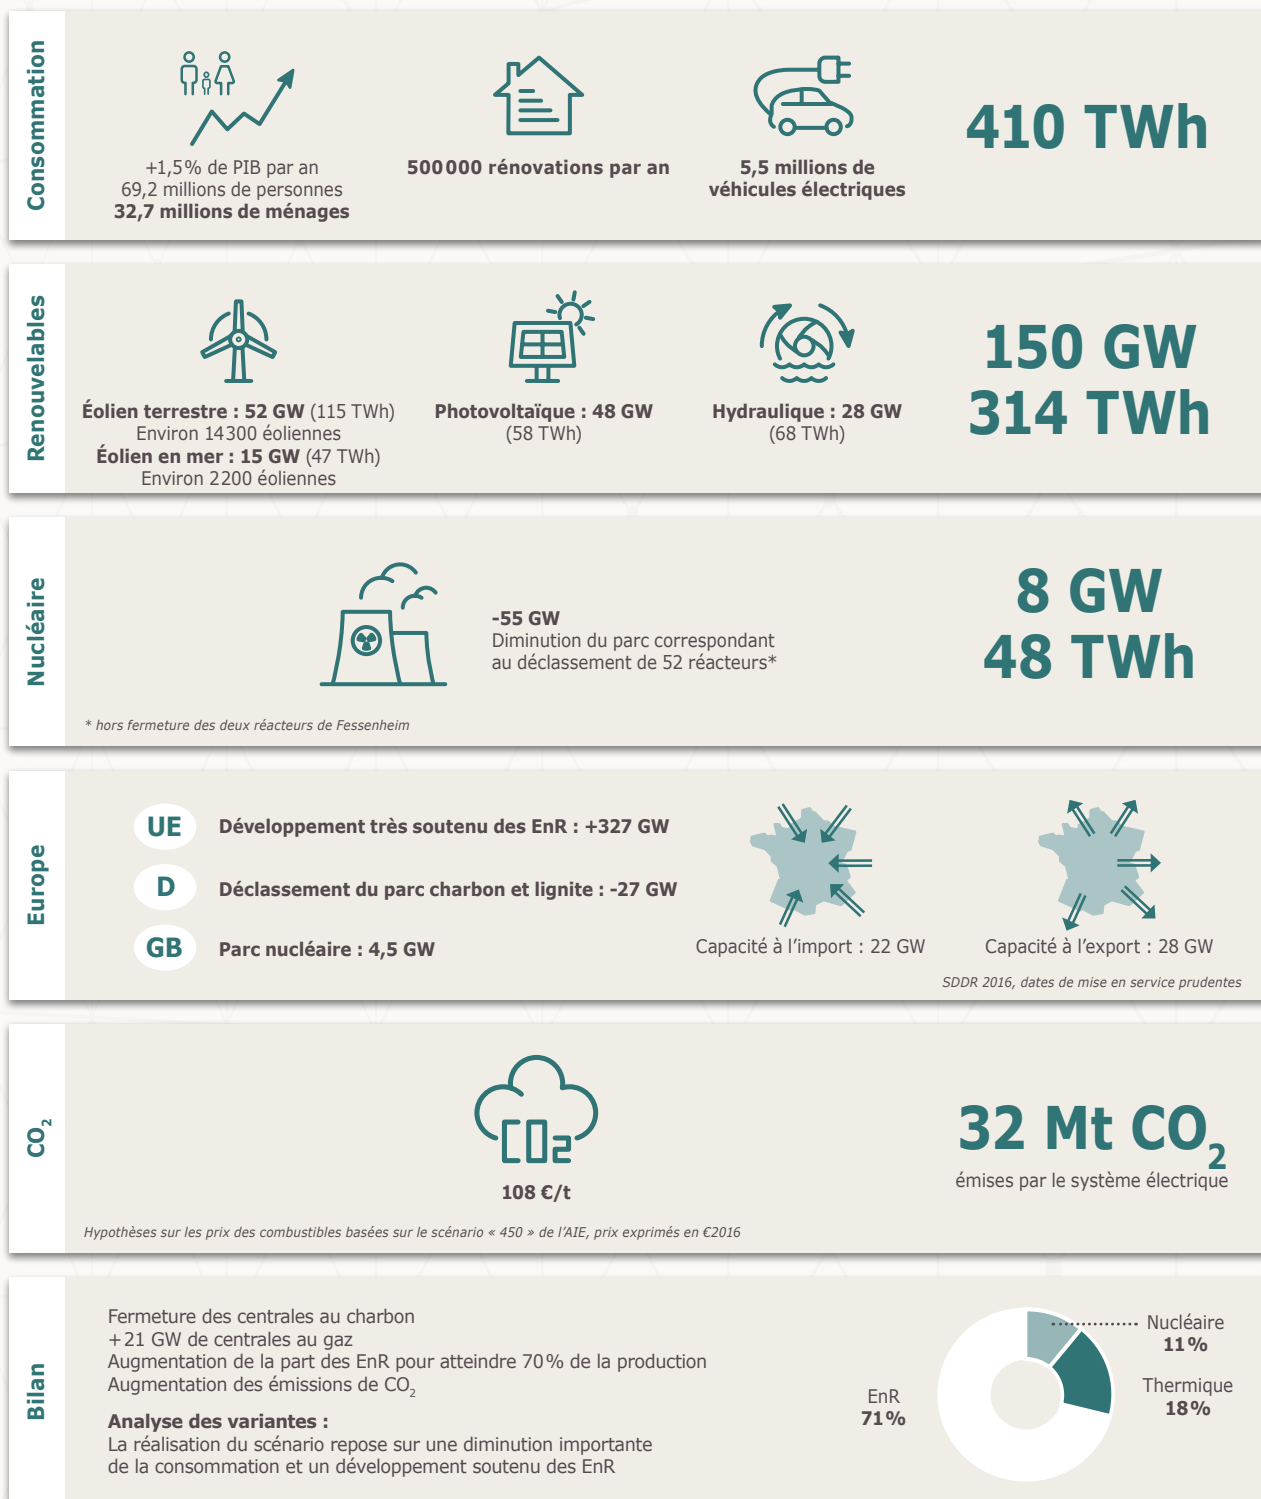 Consommation
+1,5% de PIB par an
69,2 millions de personnes
32,7 millions de ménages
500 000 rénovations par an
5,5 millions de
véhicules électriques
410 TWh
Renouvelables
Éolien terrestre : 52 GW (115 TWh)
Environ 14 300 éoliennes
Éolien en mer : 15 GW (47 TWh)
Environ 2 200 éoliennes
Photovoltaïque : 48 GW
(58 TWh)
Hydraulique : 28 GW
(68 TWh)
150 GW
314 TWh
Nucléaire
-55 GW
Diminution du parc correspondant
au déclassement de 52 réacteurs*
8 GW
48 TWh
* hors fermeture des deux réacteurs de Fessenheim
Europe
UE Développement très soutenu des EnR : +327 GW
D Déclassement du parc charbon et lignite : -27 GW
GB Parc nucléaire : 4,5 GW
Capacité à l'import : 22 GW
Capacité à l'export : 28 GW
SDDR 2016, dates de mise en service prudentes
CO₂
CO2
108 €/t
32 Mt CO₂
émises par le système électrique
Hypothèses sur les prix des combustibles basées sur le scénario « 450 » de l'AIE, prix exprimés en €2016
Bilan
Fermeture des centrales au charbon
+21 GW de centrales au gaz
Augmentation de la part des EnR pour atteindre 70% de la production
Augmentation des émissions de CO₂
Analyse des variantes :
La réalisation du scénario repose sur une diminution importante
de la consommation et un développement soutenu des EnR
Nucléaire
11%
Thermique
18%
EnR
71%